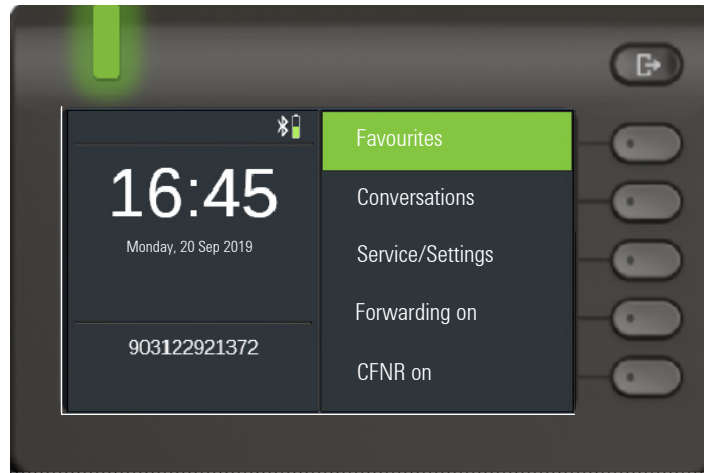 16:45
Monday, 20 Sep 2019
903122921372
Favourites
Conversations
Service/Settings
Forwarding on
CFNR on